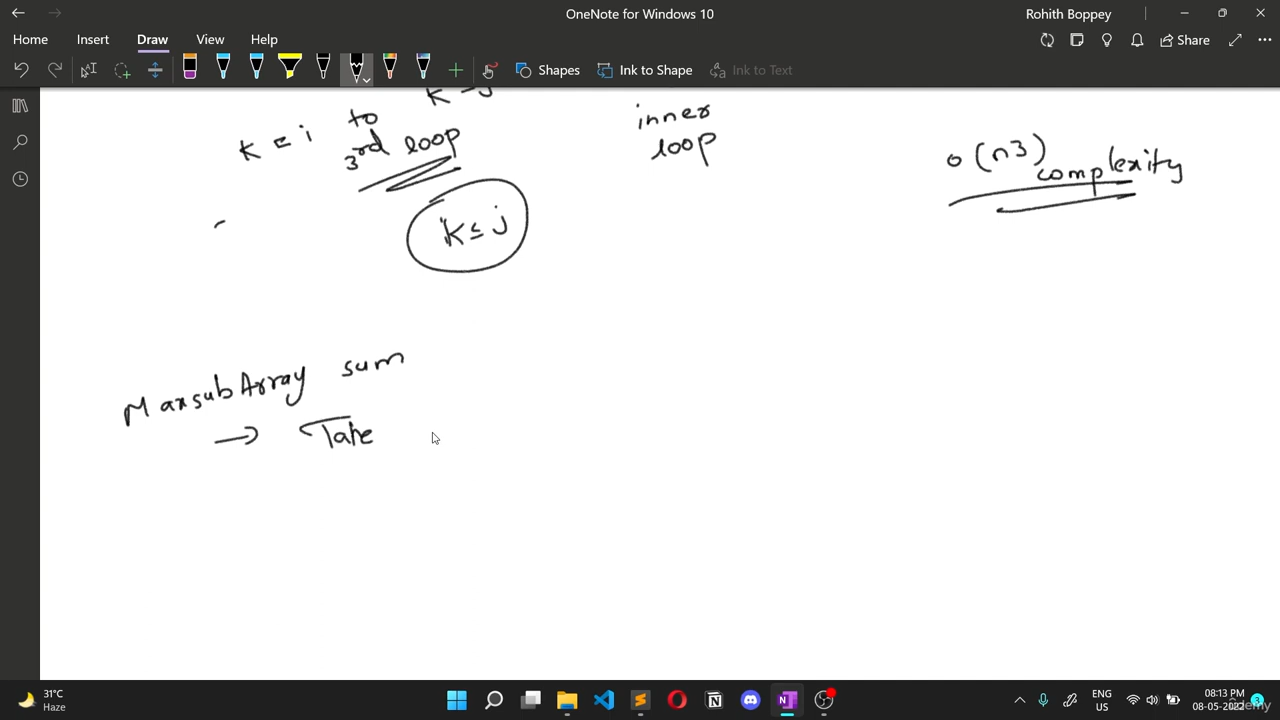 OneNote for Windows 10
Rohith Boppey
Home Insert Draw View Help
Share
Shapes
Ink to Shape
Ink to Text
k = i to
3rd loop
inner
loop
o (n3)
complexity
k ≤ j
MaxsubArray sum
→ Take
31°C
Haze
ENG
US
08:13 PM
08-05-2022
3